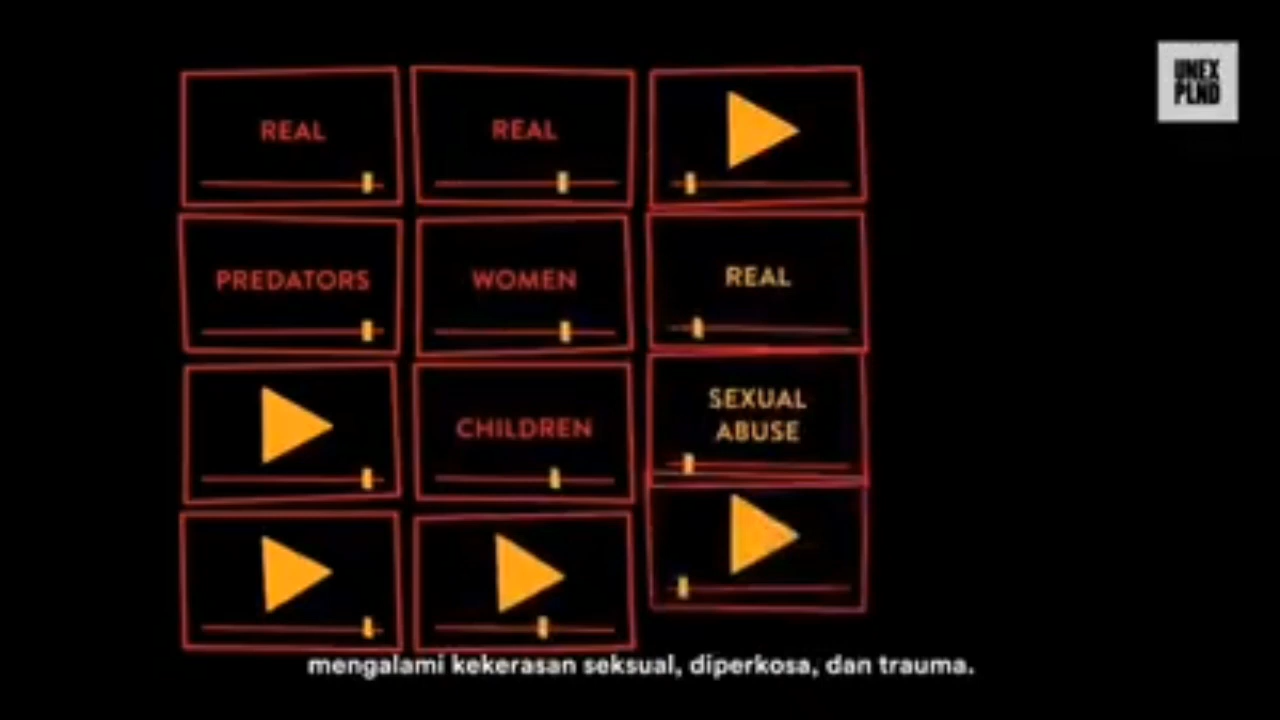 REAL
REAL
PREDATORS
WOMEN
REAL
CHILDREN
SEXUAL
ABUSE
mengalami kekerasan seksual, diperkosa, dan trauma.
UNEX
PLND